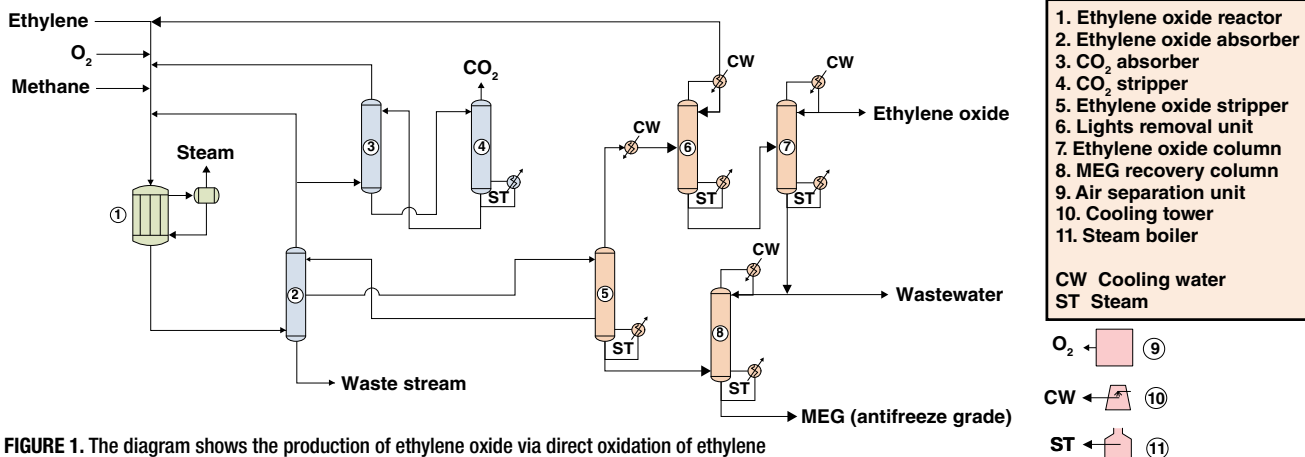 Ethylene
O2
Methane
Steam
1
CO2
3
4
ST
2
Waste stream
CW
5
ST
6
ST
CW
CW
7
ST
Ethylene oxide
CW
8
ST
Wastewater
MEG (antifreeze grade)
1. Ethylene oxide reactor
2. Ethylene oxide absorber
3. CO2 absorber
4. CO2 stripper
5. Ethylene oxide stripper
6. Lights removal unit
7. Ethylene oxide column
8. MEG recovery column
9. Air separation unit
10. Cooling tower
11. Steam boiler
CW Cooling water
ST Steam
O2 9
CW 10
ST 11
FIGURE 1. The diagram shows the production of ethylene oxide via direct oxidation of ethylene